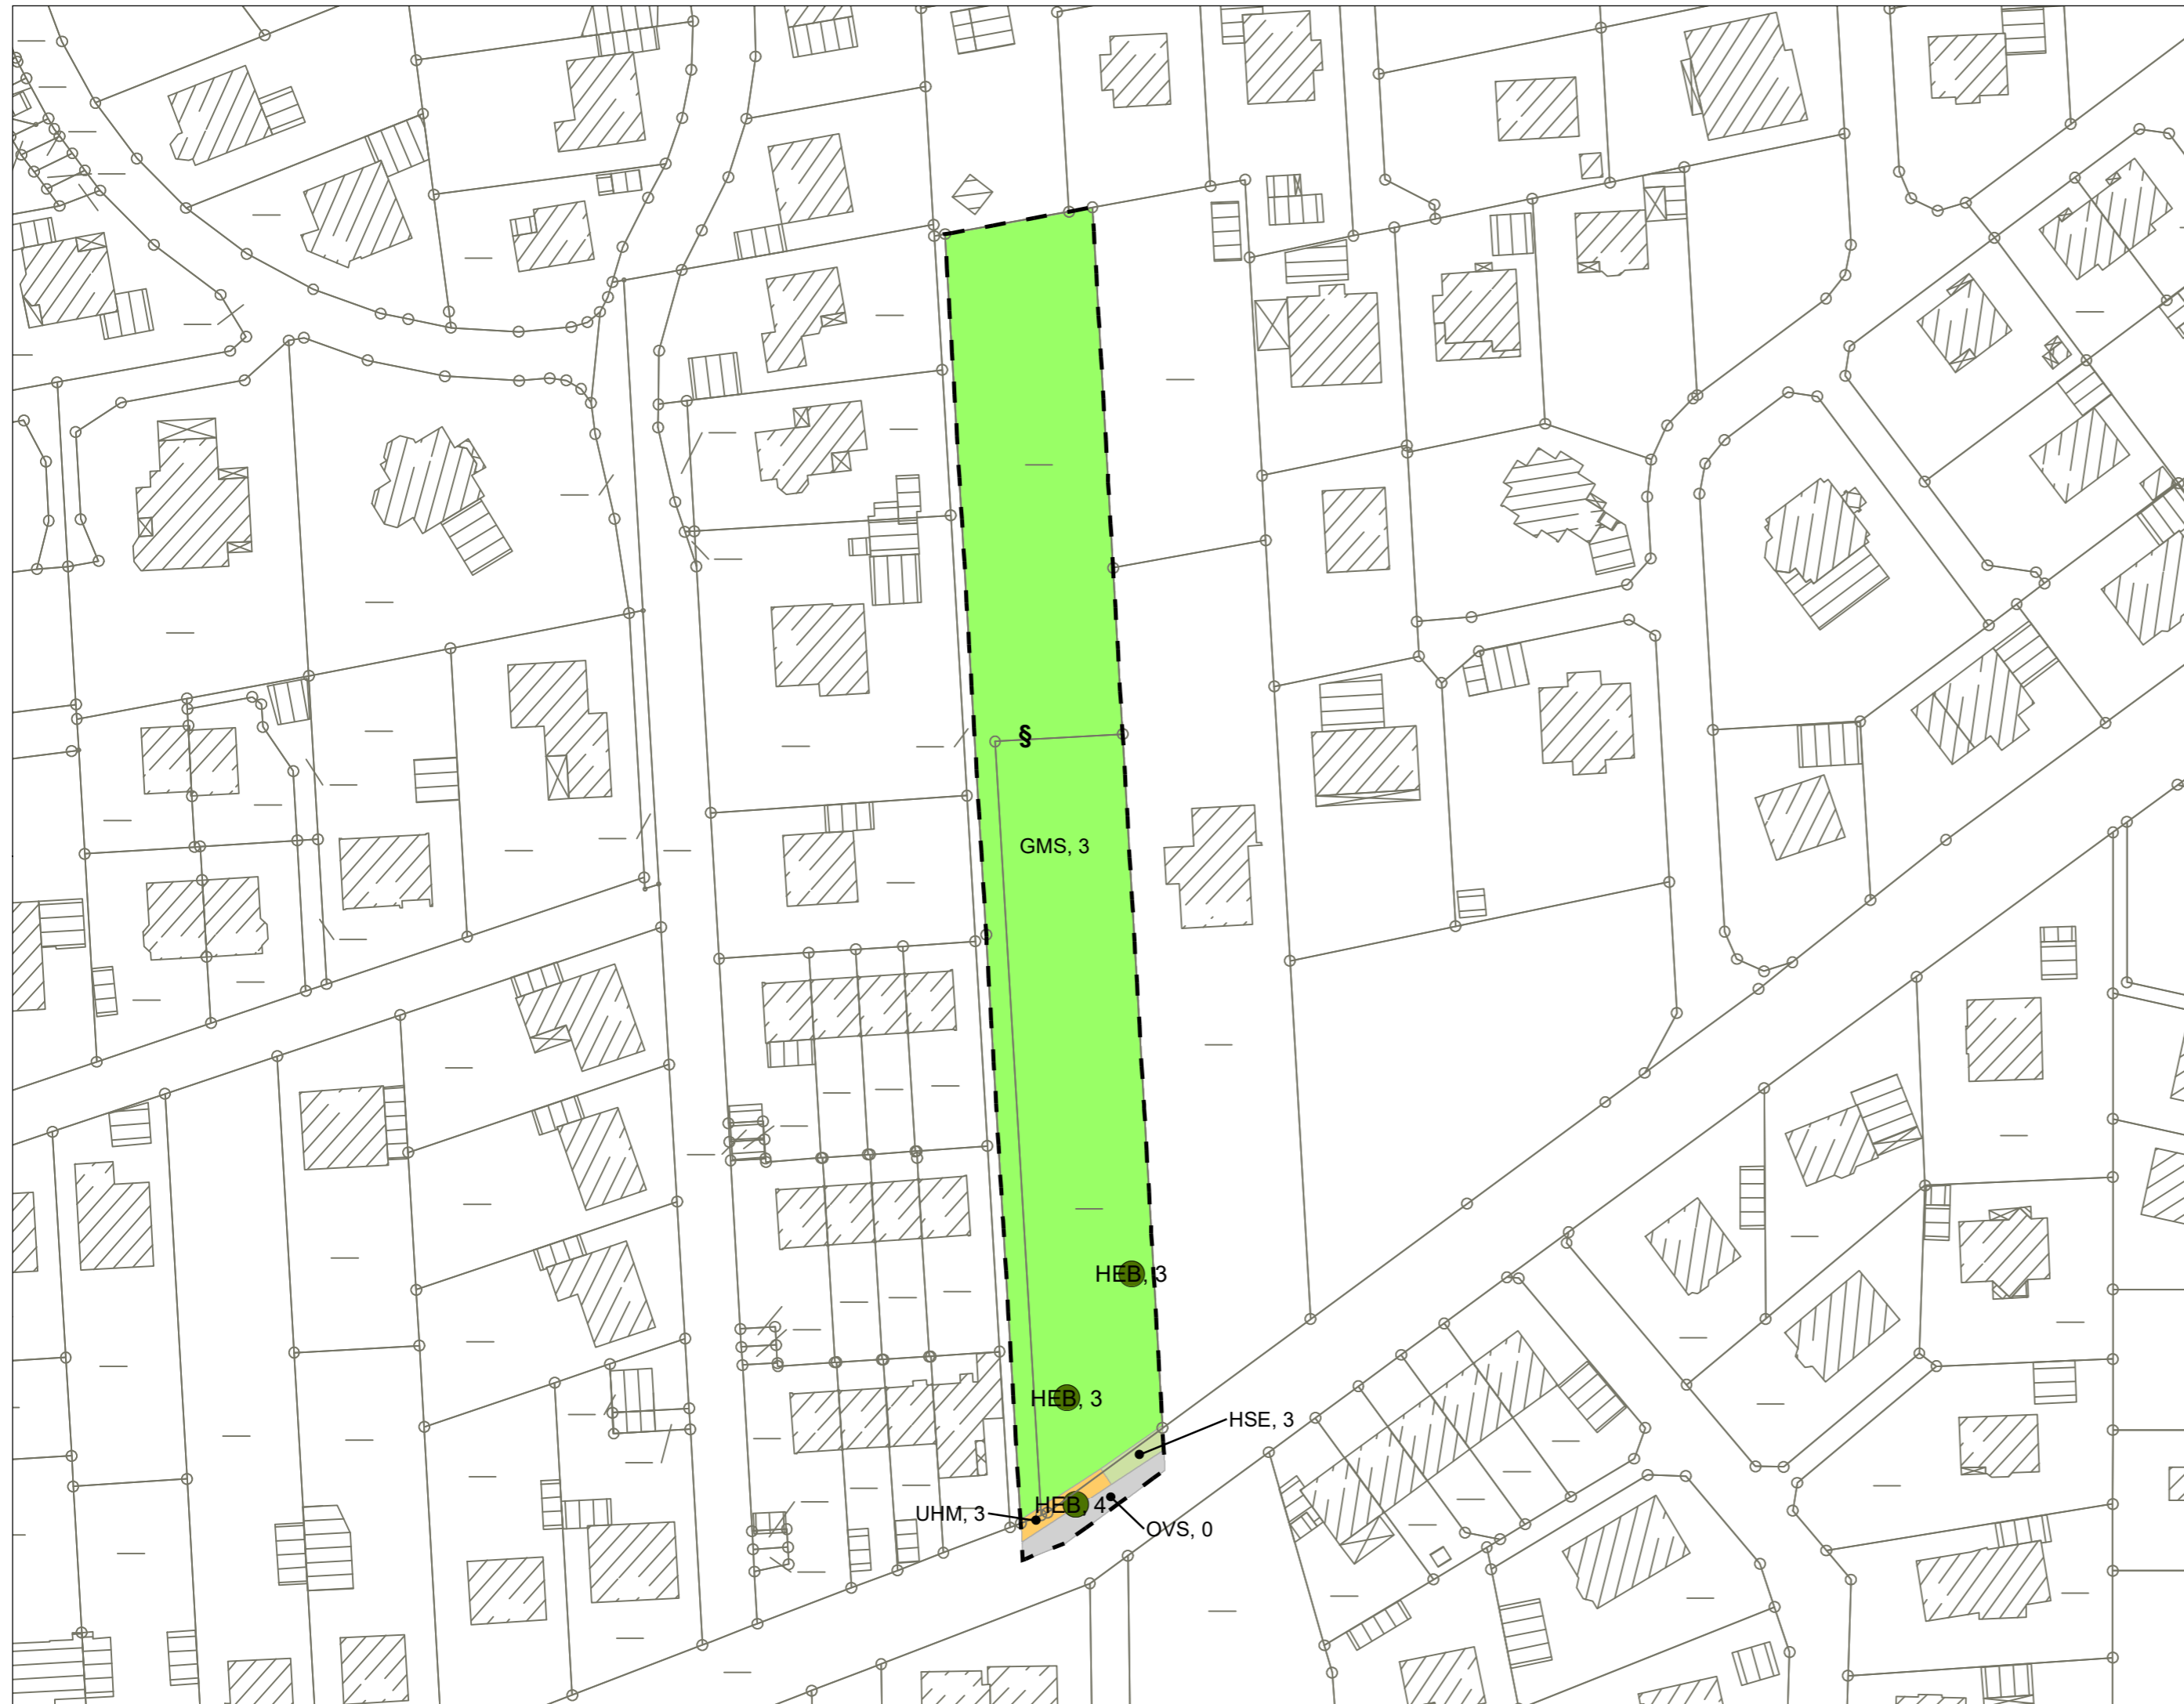 §
GMS, 3
HEB, 3
HEB, 3
HSE, 3
HEB, 4
UHM, 3
OVS, 0